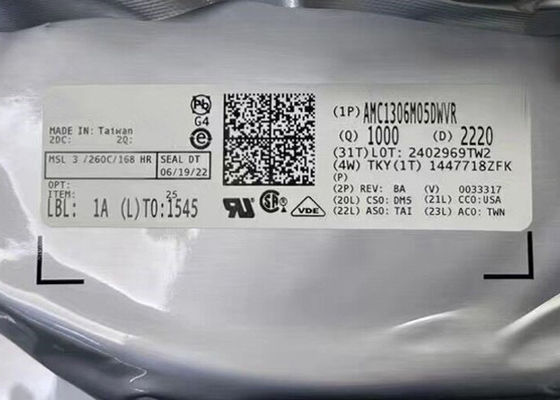 Pb
G4
e
MADE IN: Taiwan
2DC: 2Q:
MSL 3 /260C/168 HR
SEAL DT
06/19/22
OPT:
ITEM: 25
LBL: 1A (L)TO:1545
VDE
(1P) AMC1306M05DWVR
(Q) 1000 (D) 2220
(31T)LOT: 2402969TW2
(4W) TKY(1T) 1447718ZFK
(P)
(2P) REV: BA (V) 0033317
(20L) CSO: DM5 (21L) CCO:USA
(22L) ASO: TAI (23L) ACO: TWN